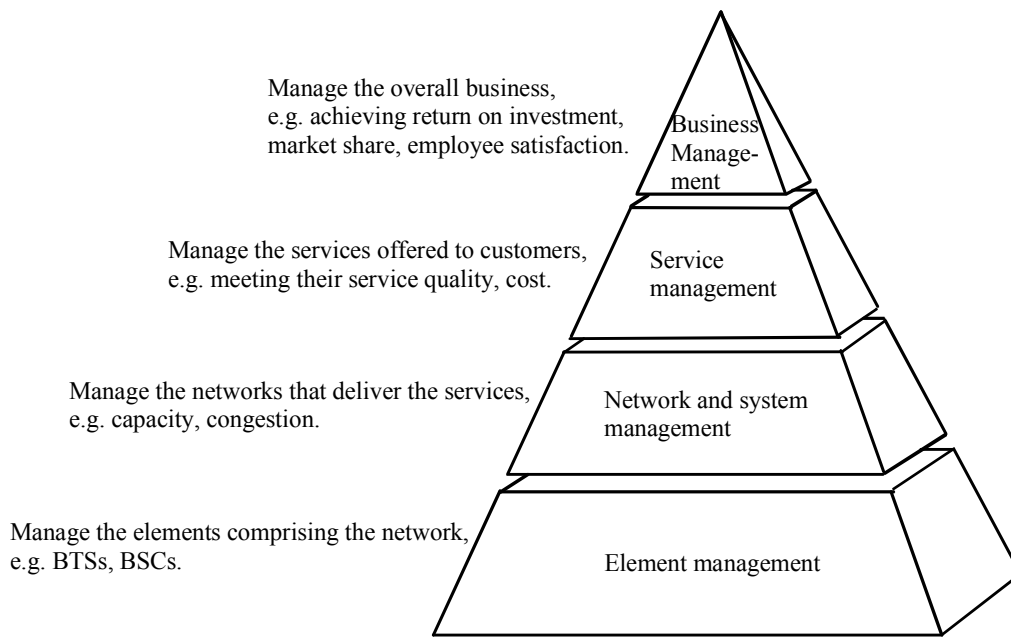 Manage the overall business,
e.g. achieving return on investment,
market share, employee satisfaction.
Business
Manage-
ment
Manage the services offered to customers,
e.g. meeting their service quality, cost.
Service
management
Manage the networks that deliver the services,
e.g. capacity, congestion.
Network and system
management
Manage the elements comprising the network,
e.g. BTSs, BSCs.
Element management